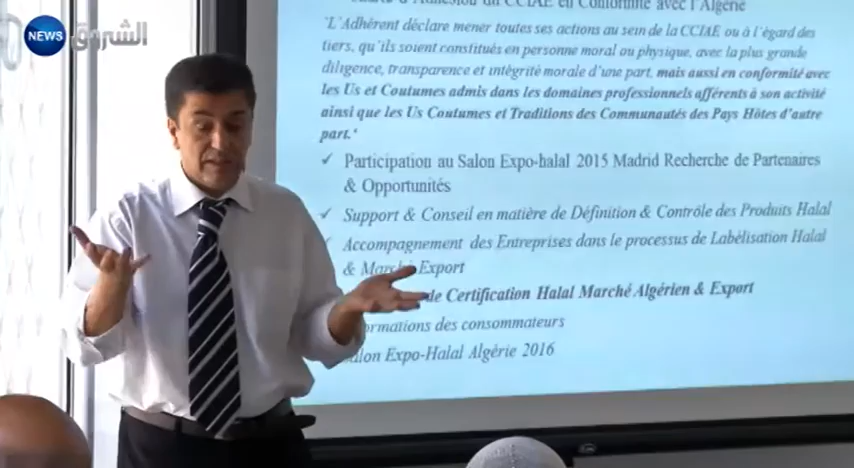 NEWS الشروق
d'Adhésion du CCIAE en Conformité avec l'Algérie
"L'Adhérent déclare mener toutes ses actions au sein de la CCIAE ou à l'égard des
tiers, qu'ils soient constitués en personne moral ou physique, avec la plus grande
diligence, transparence et intégrité morale d'une part, mais aussi en conformité avec
les Us et Coutumes admis dans les domaines professionnels afférents à son activité
ainsi que les Us Coutumes et Traditions des Communautés des Pays Hôtes d'autre
part."
✓ Participation au Salon Expo-halal 2015 Madrid Recherche de Partenaires
& Opportunités
✓ Support & Conseil en matière de Définition & Contrôle des Produits Halal
Accompagnement des Entreprises dans le processus de Labélisation Halal
& Marché Export
de Certification Halal Marché Algérien & Export
ormations des consommateurs
alon Expo-Halal Algérie 2016